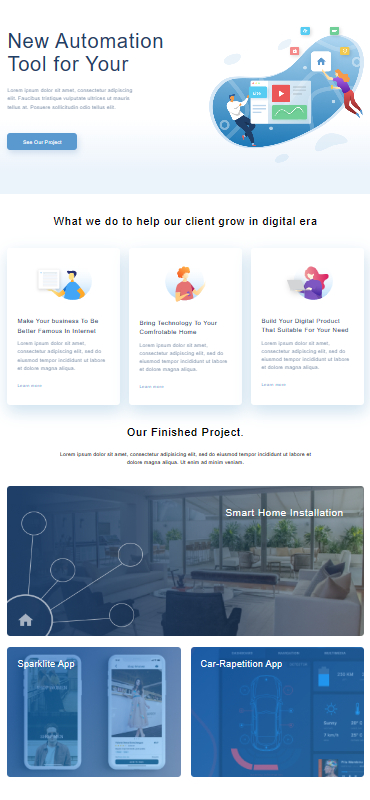 New Automation
Tool for Your
Lorem ipsum dolor sit amet, consectetur adipiscing
elit. Faucibus tristique vulputate ultrices ut mauris
tellus at. Posuere sollicitudin odio tellus elit.
See Our Project
What we do to help our client grow in digital era
Make Your business To Be
Better Famous In Internet
Lorem ipsum dolor sit amet,
consectetur adipisicing elit, sed do
eiusmod tempor incididunt ut labore
et dolore magna aliqua.
Learn more
Bring Technology To Your
Comfrotable Home
Lorem ipsum dolor sit amet,
consectetur adipisicing elit, sed do
eiusmod tempor incididunt ut labore
et dolore magna aliqua.
Learn more
Build Your Digital Product
That Suitable For Your Need
Lorem ipsum dolor sit amet,
consectetur adipisicing elit, sed do
eiusmod tempor incididunt ut labore
et dolore magna aliqua.
Learn more
Our Finished Project.
Lorem ipsum dolor sit amet, consectetur adipisicing elit, sed do eiusmod tempor incididunt ut labore et
dolore magna aliqua. Ut enim ad minim veniam.
Smart Home Installation
Sparklite App
Car-Rapetition App
Sunny